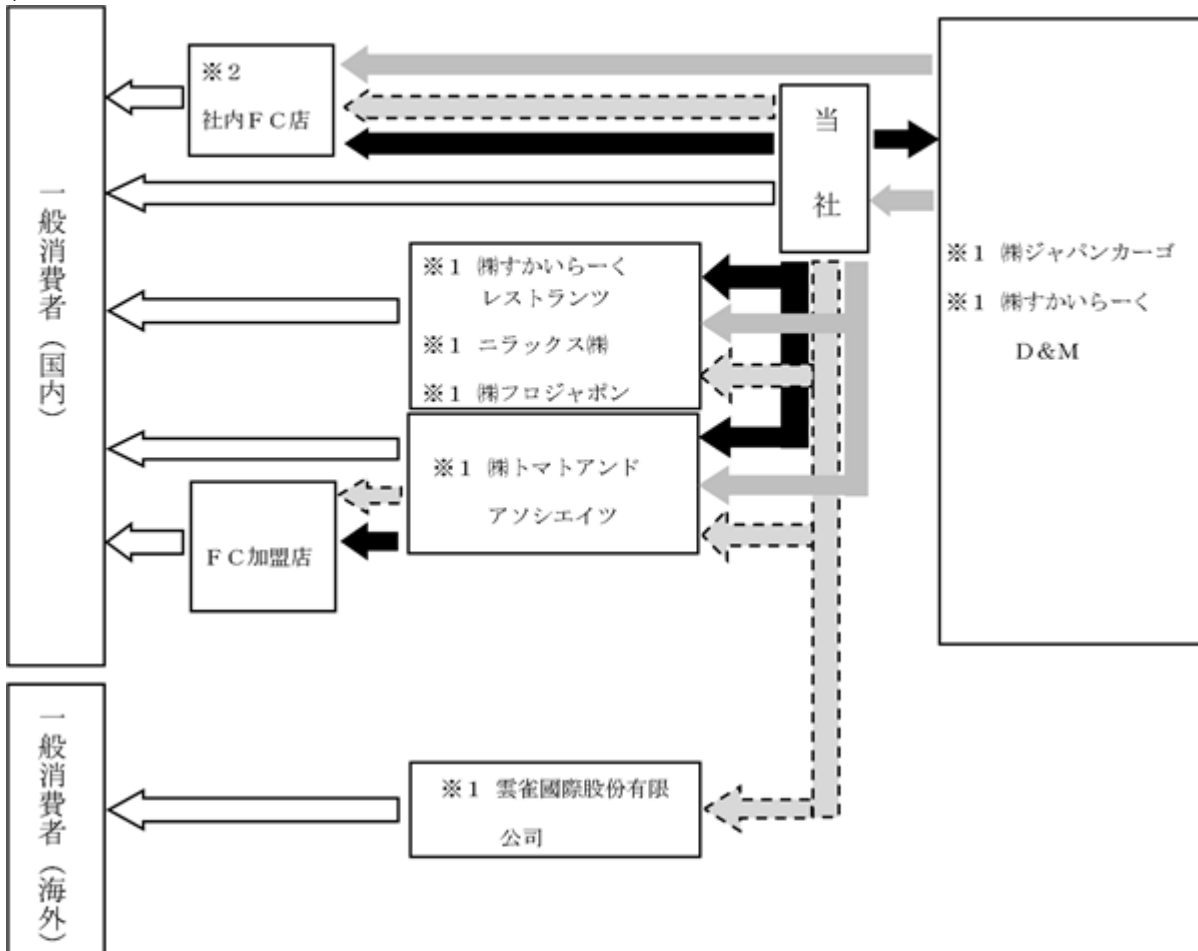 ※２
社内ＦＣ店
当
社
一般消費者（国内）
※１ ㈱すかいらーく
レストランツ
※１ ニラックス㈱
※１ ㈱フロジャポン
※１ ㈱トマトアンド
アソシエイツ
ＦＣ加盟店
※１ ㈱ジャパンカーゴ
※１ ㈱すかいらーく
Ｄ＆Ｍ
一般消費者（海外）
※１ 雲雀國際股份有限
公司